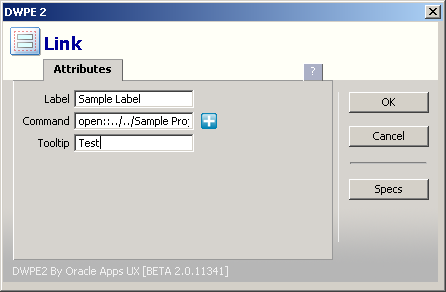 DWPE 2
Link
Attributes
?
Label Sample Label
Command open::../../Sample Pro
Tooltip Test
OK
Cancel
Specs
DWPE2 By Oracle Apps UX [BETA 2.0.11341]